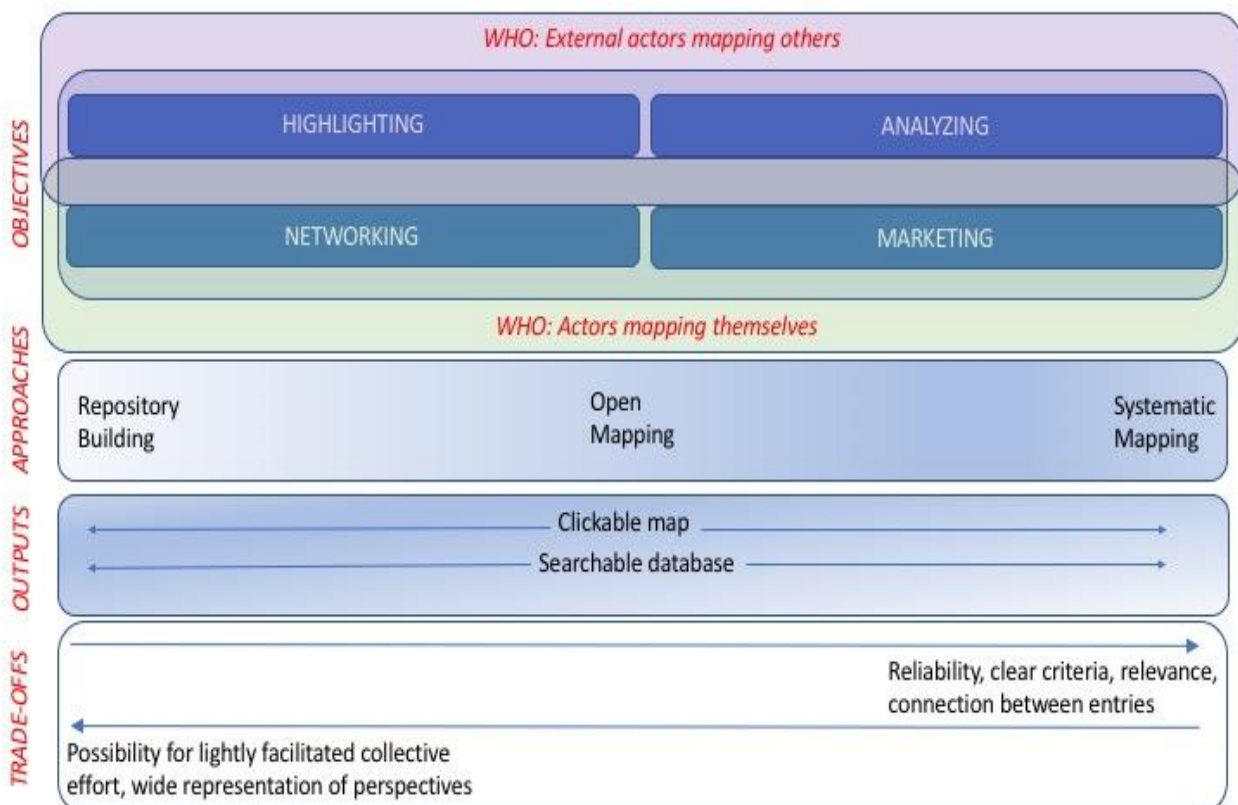 WHO: External actors mapping others
OBJECTIVES
HIGHLIGHTING
ANALYZING
NETWORKING
MARKETING
WHO: Actors mapping themselves
APPROACHES
Repository
Building
Open
Mapping
Systematic
Mapping
OUTPUTS
Clickable map
Searchable database
TRADE-OFFS
Reliability, clear criteria, relevance,
connection between entries
Possibility for lightly facilitated collective
effort, wide representation of perspectives